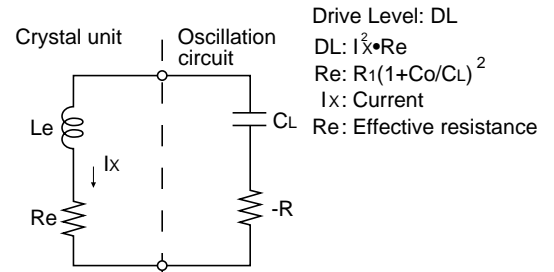 Crystal unit
Oscillation
circuit
Le
Ix
Re
CL
-R
Drive Level: DL
DL: I²x•Re
Re: R1(1+Co/CL)²
Ix: Current
Re: Effective resistance